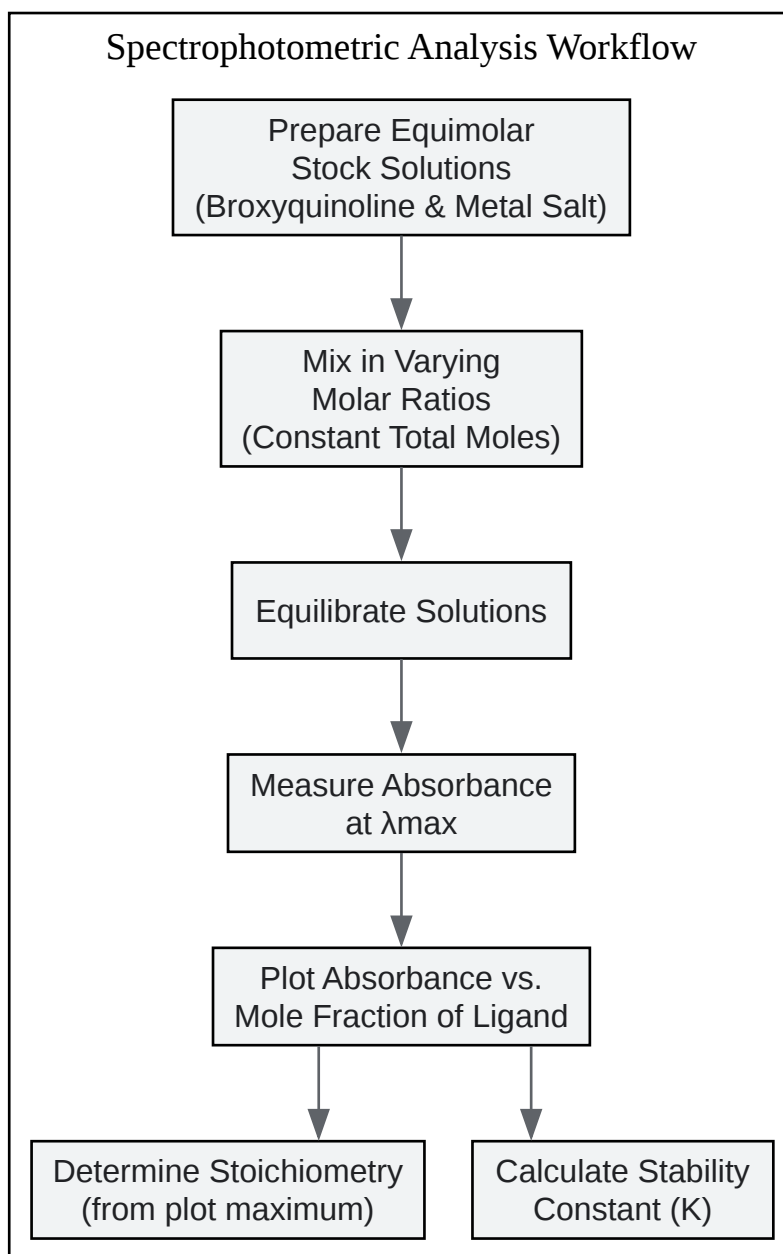 Spectrophotometric Analysis Workflow
Prepare Equimolar
Stock Solutions
(Broxyquinoline & Metal Salt)
Mix in Varying
Molar Ratios
(Constant Total Moles)
Equilibrate Solutions
Measure Absorbance
at λmax
Plot Absorbance vs.
Mole Fraction of Ligand
Determine Stoichiometry
(from plot maximum)
Calculate Stability
Constant (K)